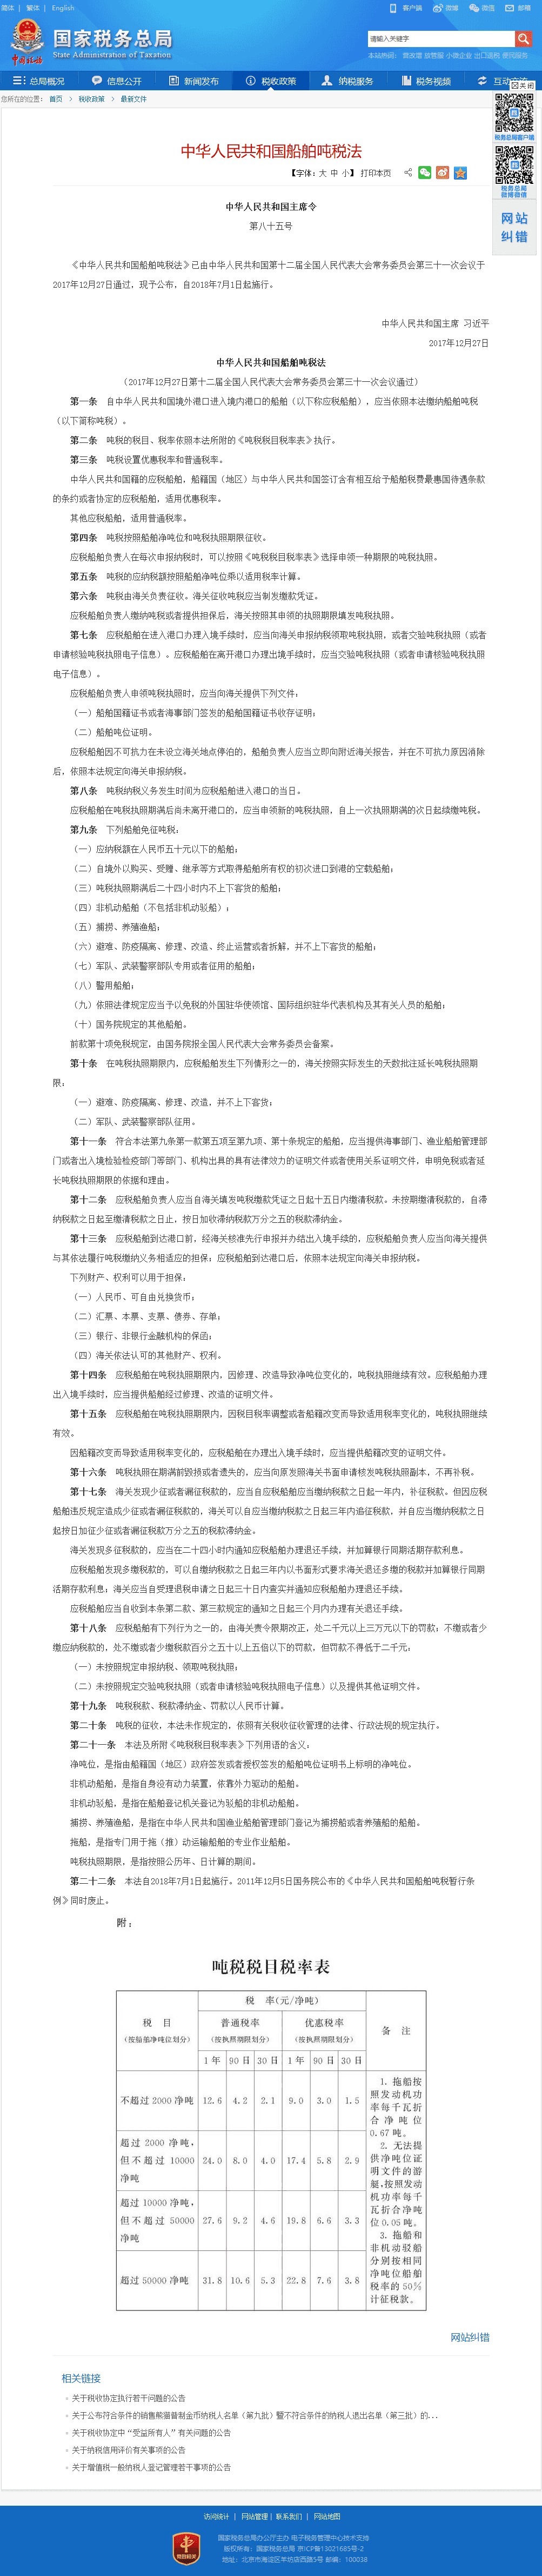 简体 | 繁体 | English
客户端 微博 微信 邮箱
国家税务总局
State Administration of Taxation
中国税务
请输入关键字
本站热词： 营改增 放管服 小微企业 出口退税 便民服务
总局概况 信息公开 新闻发布 税收政策 纳税服务 税务视频 互动交流
您所在的位置： 首页 > 税收政策 > 最新文件
关闭
税务总局客户端
税务总局
微博微信
网站
纠错
中华人民共和国船舶吨税法
【字体：大 中 小】 打印本页
中华人民共和国主席令
第八十五号
《中华人民共和国船舶吨税法》已由中华人民共和国第十二届全国人民代表大会常务委员会第三十一次会议于
2017年12月27日通过，现予公布，自2018年7月1日起施行。
中华人民共和国主席 习近平
2017年12月27日
中华人民共和国船舶吨税法
（2017年12月27日第十二届全国人民代表大会常务委员会第三十一次会议通过）
第一条 自中华人民共和国境外港口进入境内港口的船舶（以下称应税船舶），应当依照本法缴纳船舶吨税
（以下简称吨税）。
第二条 吨税的税目、税率依照本法所附的《吨税税目税率表》执行。
第三条 吨税设置优惠税率和普通税率。
中华人民共和国籍的应税船舶，船籍国（地区）与中华人民共和国签订含有相互给予船舶税费最惠国待遇条款
的条约或者协定的应税船舶，适用优惠税率。
其他应税船舶，适用普通税率。
第四条 吨税按照船舶净吨位和吨税执照期限征收。
应税船舶负责人在每次申报纳税时，可以按照《吨税税目税率表》选择申领一种期限的吨税执照。
第五条 吨税的应纳税额按照船舶净吨位乘以适用税率计算。
第六条 吨税由海关负责征收。海关征收吨税应当制发缴款凭证。
应税船舶负责人缴纳吨税或者提供担保后，海关按照其申领的执照期限填发吨税执照。
第七条 应税船舶在进入港口办理入境手续时，应当向海关申报纳税领取吨税执照，或者交验吨税执照（或者
申请核验吨税执照电子信息）。应税船舶在离开港口办理出境手续时，应当交验吨税执照（或者申请核验吨税执照
电子信息）。
应税船舶负责人申领吨税执照时，应当向海关提供下列文件：
（一）船舶国籍证书或者海事部门签发的船舶国籍证书收存证明；
（二）船舶吨位证明。
应税船舶因不可抗力在未设立海关地点停泊的，船舶负责人应当立即向附近海关报告，并在不可抗力原因消除
后，依照本法规定向海关申报纳税。
第八条 吨税纳税义务发生时间为应税船舶进入港口的当日。
应税船舶在吨税执照期满后尚未离开港口的，应当申领新的吨税执照，自上一次执照期满的次日起续缴吨税。
第九条 下列船舶免征吨税：
（一）应纳税额在人民币五十元以下的船舶；
（二）自境外以购买、受赠、继承等方式取得船舶所有权的初次进口到港的空载船舶；
（三）吨税执照期满后二十四小时内不上下客货的船舶；
（四）非机动船舶（不包括非机动驳船）；
（五）捕捞、养殖渔船；
（六）避难、防疫隔离、修理、改造、终止运营或者拆解，并不上下客货的船舶；
（七）军队、武装警察部队专用或者征用的船舶；
（八）警用船舶；
（九）依照法律规定应当予以免税的外国驻华使领馆、国际组织驻华代表机构及其有关人员的船舶；
（十）国务院规定的其他船舶。
前款第十项免税规定，由国务院报全国人民代表大会常务委员会备案。
第十条 在吨税执照期限内，应税船舶发生下列情形之一的，海关按照实际发生的天数批注延长吨税执照期
限：
（一）避难、防疫隔离、修理、改造，并不上下客货；
（二）军队、武装警察部队征用。
第十一条 符合本法第九条第一款第五项至第九项、第十条规定的船舶，应当提供海事部门、渔业船舶管理部
门或者出入境检验检疫部门等部门、机构出具的具有法律效力的证明文件或者使用关系证明文件，申明免税或者延
长吨税执照期限的依据和理由。
第十二条 应税船舶负责人应当自海关填发吨税缴款凭证之日起十五日内缴清税款。未按期缴清税款的，自滞
纳税款之日起至缴清税款之日止，按日加收滞纳税款万分之五的税款滞纳金。
第十三条 应税船舶到达港口前，经海关核准先行申报并办结出入境手续的，应税船舶负责人应当向海关提供
与其依法履行吨税缴纳义务相适应的担保；应税船舶到达港口后，依照本法规定向海关申报纳税。
下列财产、权利可以用于担保：
（一）人民币、可自由兑换货币；
（二）汇票、本票、支票、债券、存单；
（三）银行、非银行金融机构的保函；
（四）海关依法认可的其他财产、权利。
第十四条 应税船舶在吨税执照期限内，因修理、改造导致净吨位变化的，吨税执照继续有效。应税船舶办理
出入境手续时，应当提供船舶经过修理、改造的证明文件。
第十五条 应税船舶在吨税执照期限内，因税目税率调整或者船籍改变而导致适用税率变化的，吨税执照继续
有效。
因船籍改变而导致适用税率变化的，应税船舶在办理出入境手续时，应当提供船籍改变的证明文件。
第十六条 吨税执照在期满前毁损或者遗失的，应当向原发照海关书面申请核发吨税执照副本，不再补税。
第十七条 海关发现少征或者漏征税款的，应当自应税船舶应当缴纳税款之日起一年内，补征税款。但因应税
船舶违反规定造成少征或者漏征税款的，海关可以自应当缴纳税款之日起三年内追征税款，并自应当缴纳税款之日
起按日加征少征或者漏征税款万分之五的税款滞纳金。
海关发现多征税款的，应当在二十四小时内通知应税船舶办理退还手续，并加算银行同期活期存款利息。
应税船舶发现多缴税款的，可以自缴纳税款之日起三年内以书面形式要求海关退还多缴的税款并加算银行同期
活期存款利息；海关应当自受理退税申请之日起三十日内查实并通知应税船舶办理退还手续。
应税船舶应当自收到本条第二款、第三款规定的通知之日起三个月内办理有关退还手续。
第十八条 应税船舶有下列行为之一的，由海关责令限期改正，处二千元以上三万元以下的罚款；不缴或者少
缴应纳税款的，处不缴或者少缴税款百分之五十以上五倍以下的罚款，但罚款不得低于二千元：
（一）未按照规定申报纳税、领取吨税执照；
（二）未按照规定交验吨税执照（或者申请核验吨税执照电子信息）以及提供其他证明文件。
第十九条 吨税税款、税款滞纳金、罚款以人民币计算。
第二十条 吨税的征收，本法未作规定的，依照有关税收征收管理的法律、行政法规的规定执行。
第二十一条 本法及所附《吨税税目税率表》下列用语的含义：
净吨位，是指由船籍国（地区）政府签发或者授权签发的船舶吨位证明书上标明的净吨位。
非机动船舶，是指自身没有动力装置，依靠外力驱动的船舶。
非机动驳船，是指在船舶登记机关登记为驳船的非机动船舶。
捕捞、养殖渔船，是指在中华人民共和国渔业船舶管理部门登记为捕捞船或者养殖船的船舶。
拖船，是指专门用于拖（推）动运输船舶的专业作业船舶。
吨税执照期限，是指按照公历年、日计算的期间。
第二十二条 本法自2018年7月1日起施行。2011年12月5日国务院公布的《中华人民共和国船舶吨税暂行条
例》同时废止。
附：
吨税税目税率表
税 目
（按船舶净吨位划分）
税 率（元/净吨）
备 注
普通税率
（按执照期限划分）
优惠税率
（按执照期限划分）
1年 90日 30日 1年 90日 30日
不超过2000净吨 12.6 4.2 2.1 9.0 3.0 1.5
超过2000净吨，
但不超过10000
净吨
24.0 8.0 4.0 17.4 5.8 2.9
超过10000净吨，
但不超过50000
净吨
27.6 9.2 4.6 19.8 6.6 3.3
超过50000净吨 31.8 10.6 5.3 22.8 7.6 3.8
1. 拖船按
照发动机功
率每千瓦折
合净吨位
0.67吨。
2. 无法提
供净吨位证
明文件的游
艇，按照发动
机功率每千
瓦折合净吨
位0.05吨。
3. 拖船和
非机动驳船
分别按相同
净吨位船舶
税率的50%
计征税款。
网站纠错
相关链接
关于税收协定执行若干问题的公告
关于公布符合条件的销售熊猫普制金币纳税人名单（第九批）暨不符合条件的纳税人退出名单（第三批）的...
关于税收协定中“受益所有人”有关问题的公告
关于纳税信用评价有关事项的公告
关于增值税一般纳税人登记管理若干事项的公告
访问统计 | 网站管理 | 联系我们 | 网站地图
国家税务总局办公厅主办 电子税务管理中心技术支持
版权所有：国家税务总局 京ICP备13021685号-2
地址：北京市海淀区羊坊店西路5号 邮编：100038